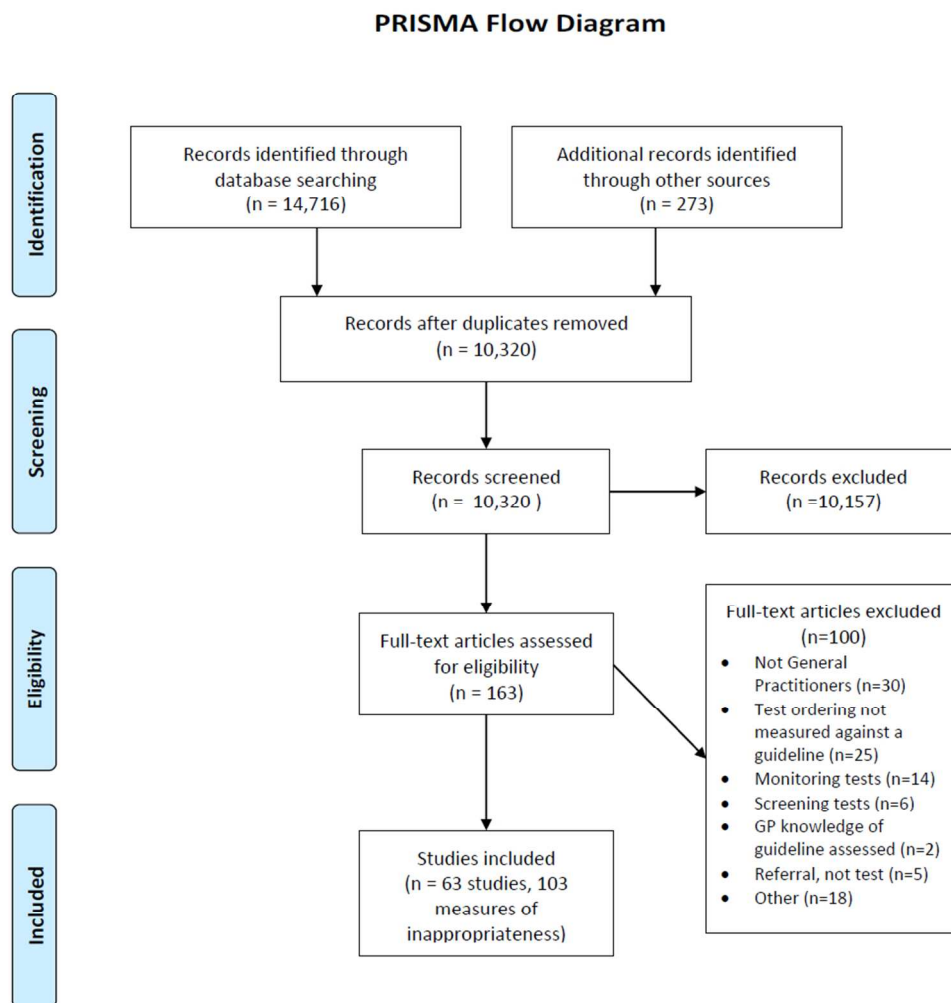 PRISMA Flow Diagram
Identification
Records identified through
database searching
(n = 14,716)
Additional records identified
through other sources
(n = 273)
Records after duplicates removed
(n = 10,320)
Screening
Records screened
(n = 10,320 )
Records excluded
(n =10,157)
Eligibility
Full-text articles assessed
for eligibility
(n = 163)
Full-text articles excluded
(n=100)
• Not General
Practitioners (n=30)
• Test ordering not
measured against a
guideline (n=25)
• Monitoring tests (n=14)
• Screening tests (n=6)
• GP knowledge of
guideline assessed (n=2)
• Referral, not test (n=5)
• Other (n=18)
Included
Studies included
(n = 63 studies, 103
measures of
inappropriateness)